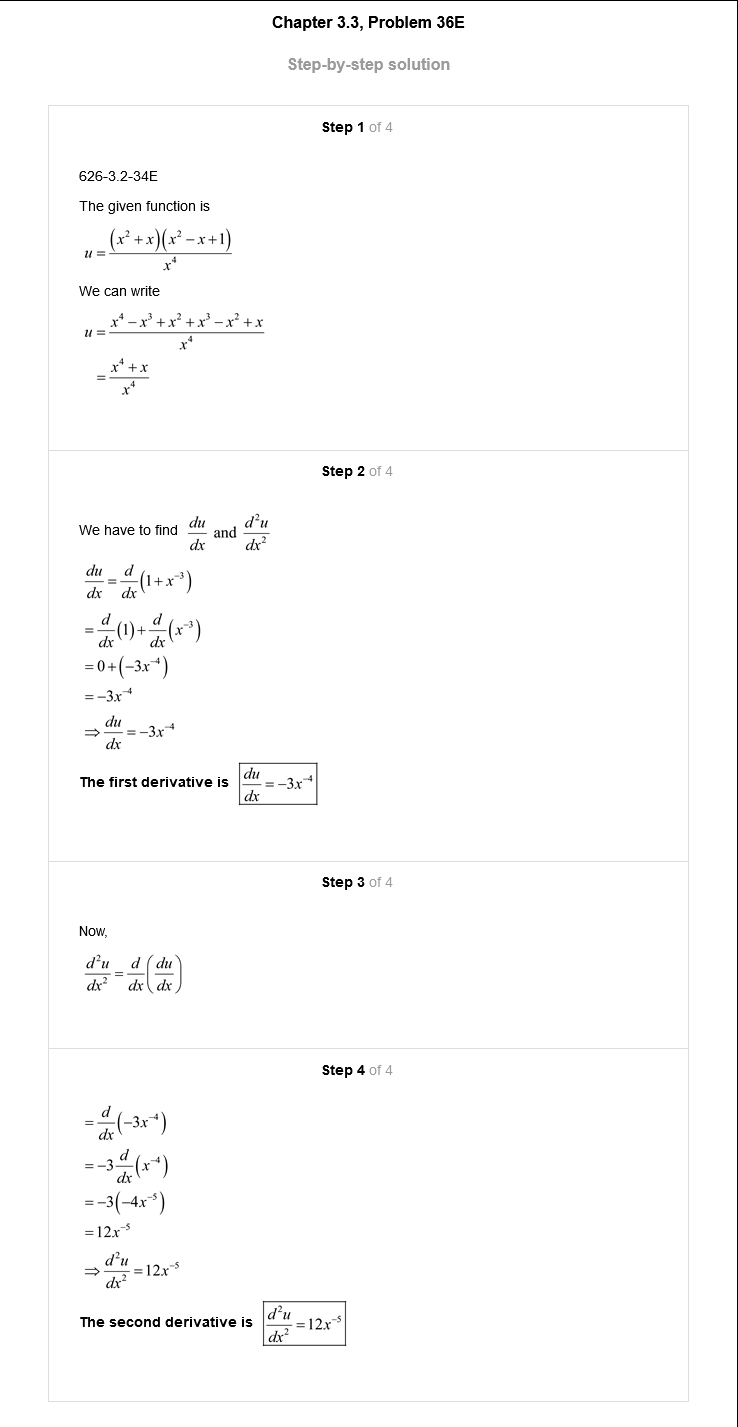 Chapter 3.3, Problem 36E
Step-by-step solution
Step 1 of 4
626-3.2-34E
The given function is
u = \frac{(x^2+x)(x^2-x+1)}{x^4}
We can write
u = \frac{x^4-x^3+x^2+x^3-x^2+x}{x^4}
= \frac{x^4+x}{x^4}
Step 2 of 4
We have to find \frac{du}{dx} and \frac{d^2u}{dx^2}
\frac{du}{dx} = \frac{d}{dx}(1+x^{-3})
= \frac{d}{dx}(1)+\frac{d}{dx}(x^{-3})
= 0+(-3x^{-4})
= -3x^{-4}
⇒ \frac{du}{dx} = -3x^{-4}
The first derivative is \frac{du}{dx} = -3x^{-4}
Step 3 of 4
Now,
\frac{d^2u}{dx^2} = \frac{d}{dx}\left(\frac{du}{dx}\right)
Step 4 of 4
= \frac{d}{dx}(-3x^{-4})
= -3\frac{d}{dx}(x^{-4})
= -3(-4x^{-5})
= 12x^{-5}
⇒ \frac{d^2u}{dx^2} = 12x^{-5}
The second derivative is \frac{d^2u}{dx^2} = 12x^{-5}